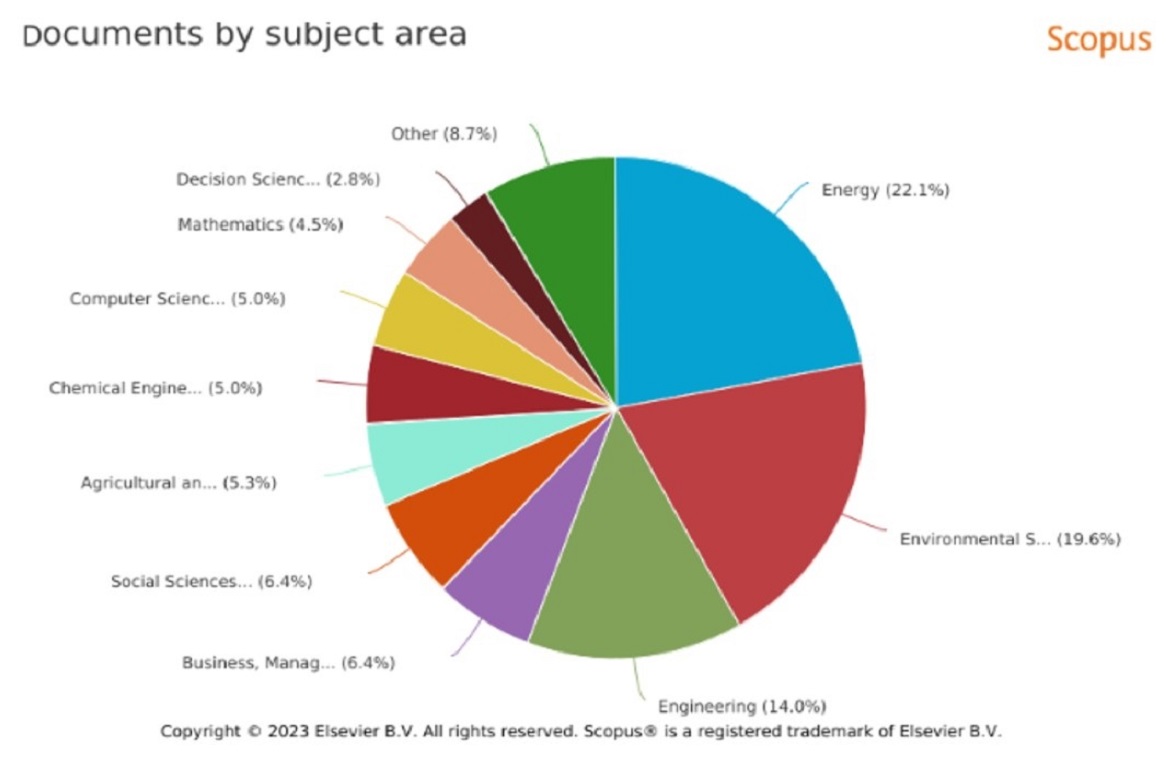 Documents by subject area
Scopus
Other (8.7%)
Decision Scienc... (2.8%)
Energy (22.1%)
Mathematics (4.5%)
Computer Scienc... (5.0%)
Chemical Engine... (5.0%)
Agricultural an... (5.3%)
Environmental S... (19.6%)
Social Sciences... (6.4%)
Business, Manag... (6.4%)
Engineering (14.0%)
Copyright © 2023 Elsevier B.V. All rights reserved. Scopus® is a registered trademark of Elsevier B.V.